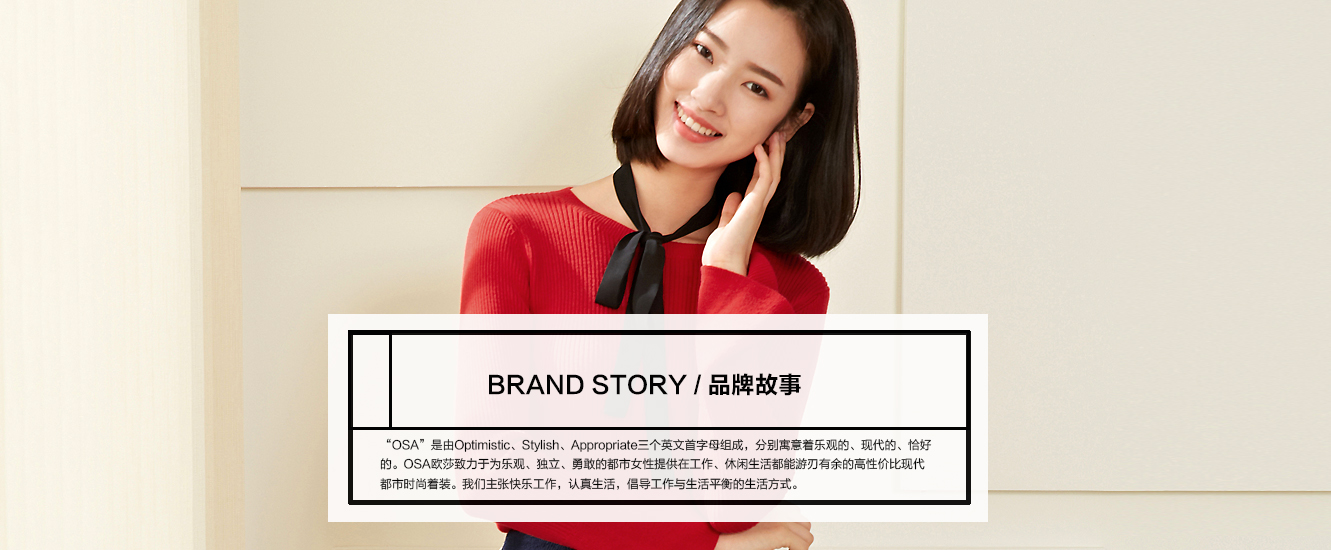 BRAND STORY / 品牌故事
“OSA”是由Optimistic、Stylish、Appropriate三个英文首字母组成，分别寓意着乐观的、现代的、恰好
的。OSA欧莎致力于为乐观、独立、勇敢的都市女性提供在工作、休闲生活都能游刃有余的高性价比现代
都市时尚着装。我们主张快乐工作，认真生活，倡导工作与生活平衡的生活方式。